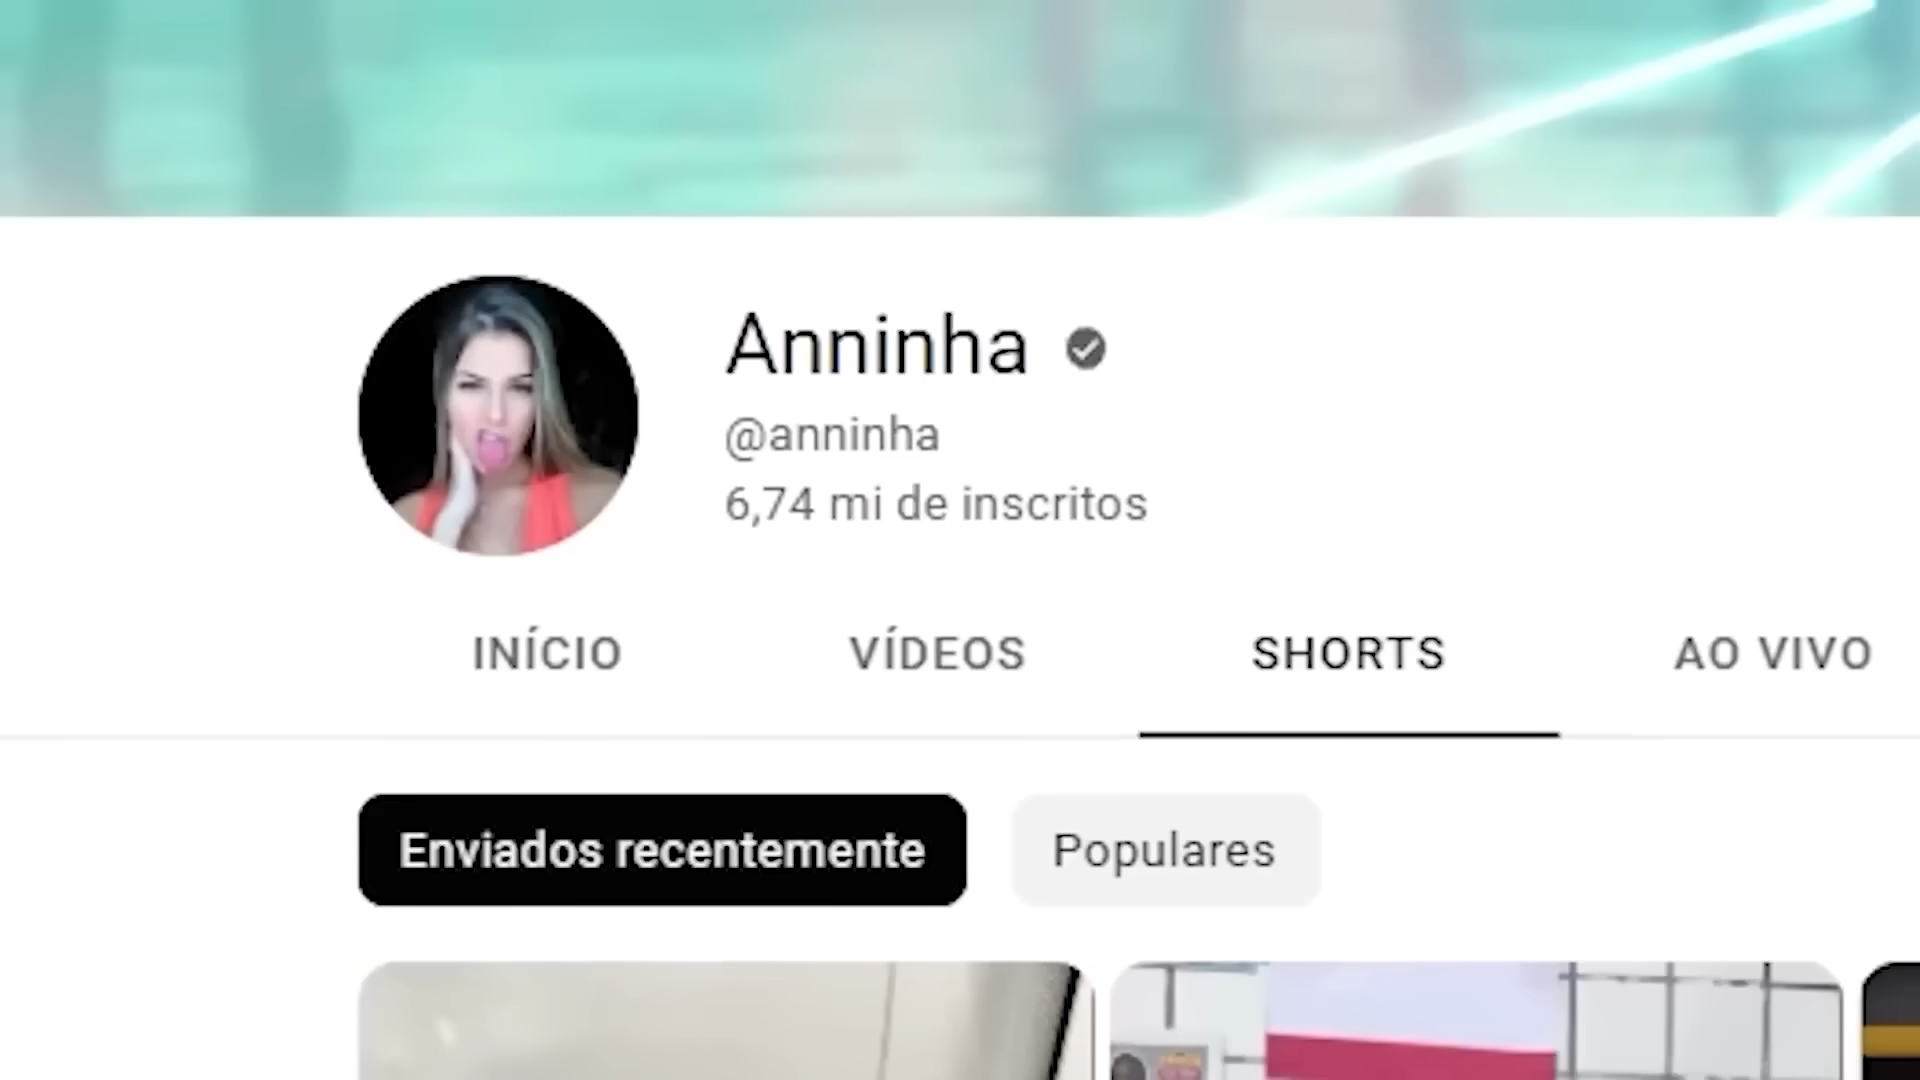 Anninha
@anninha
6,74 mi de inscritos
INÍCIO VÍDEOS SHORTS AO VIVO
Enviados recentemente Populares